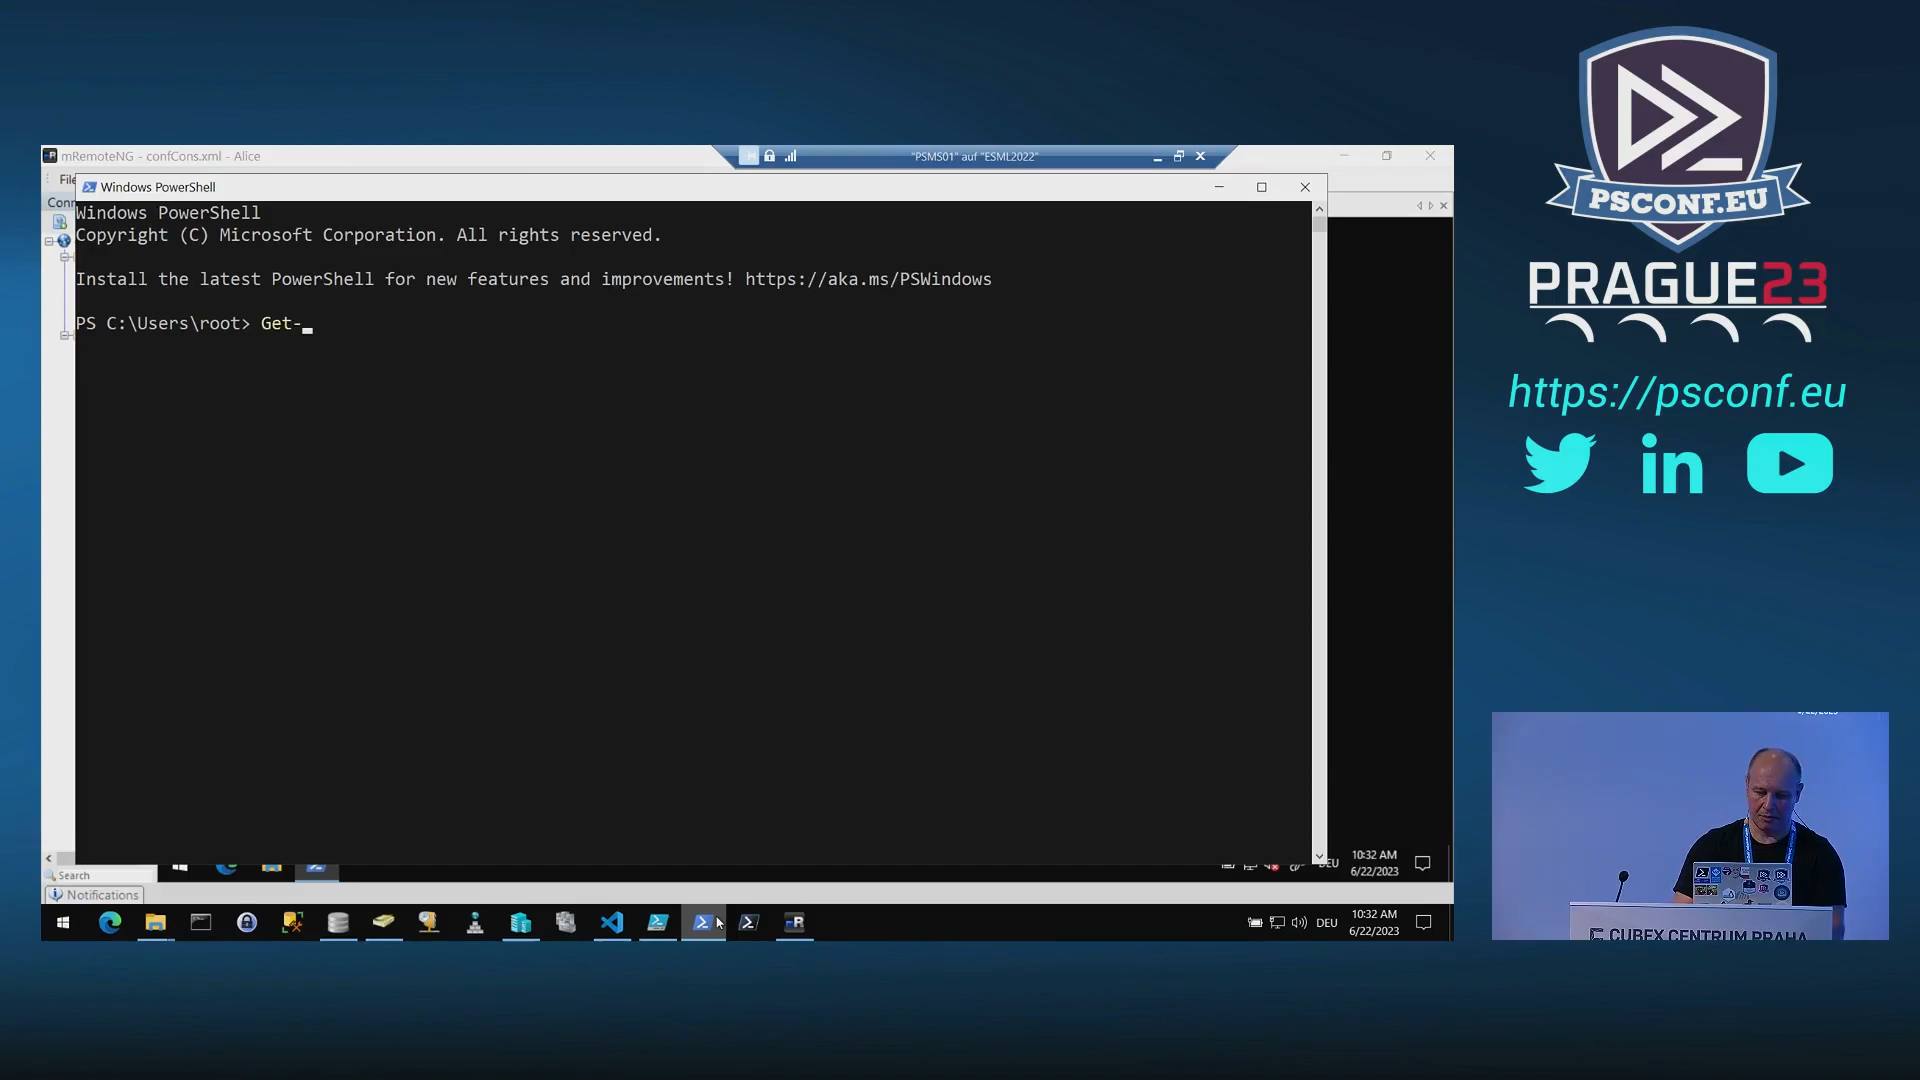 mRemoteNG - confCons.xml - Alice
"PSMS01" auf "ESML2022"
File
Windows PowerShell
Conn
Windows PowerShell
Copyright (C) Microsoft Corporation. All rights reserved.
Install the latest PowerShell for new features and improvements! https://aka.ms/PSWindows
PS C:\Users\root> Get-_
Search
DEU
10:32 AM
6/22/2023
Notifications
DEU
10:32 AM
6/22/2023
PSCONF.EU
PRAGUE23
https://psconf.eu
in
CUBEX CENTRUM PRAHA